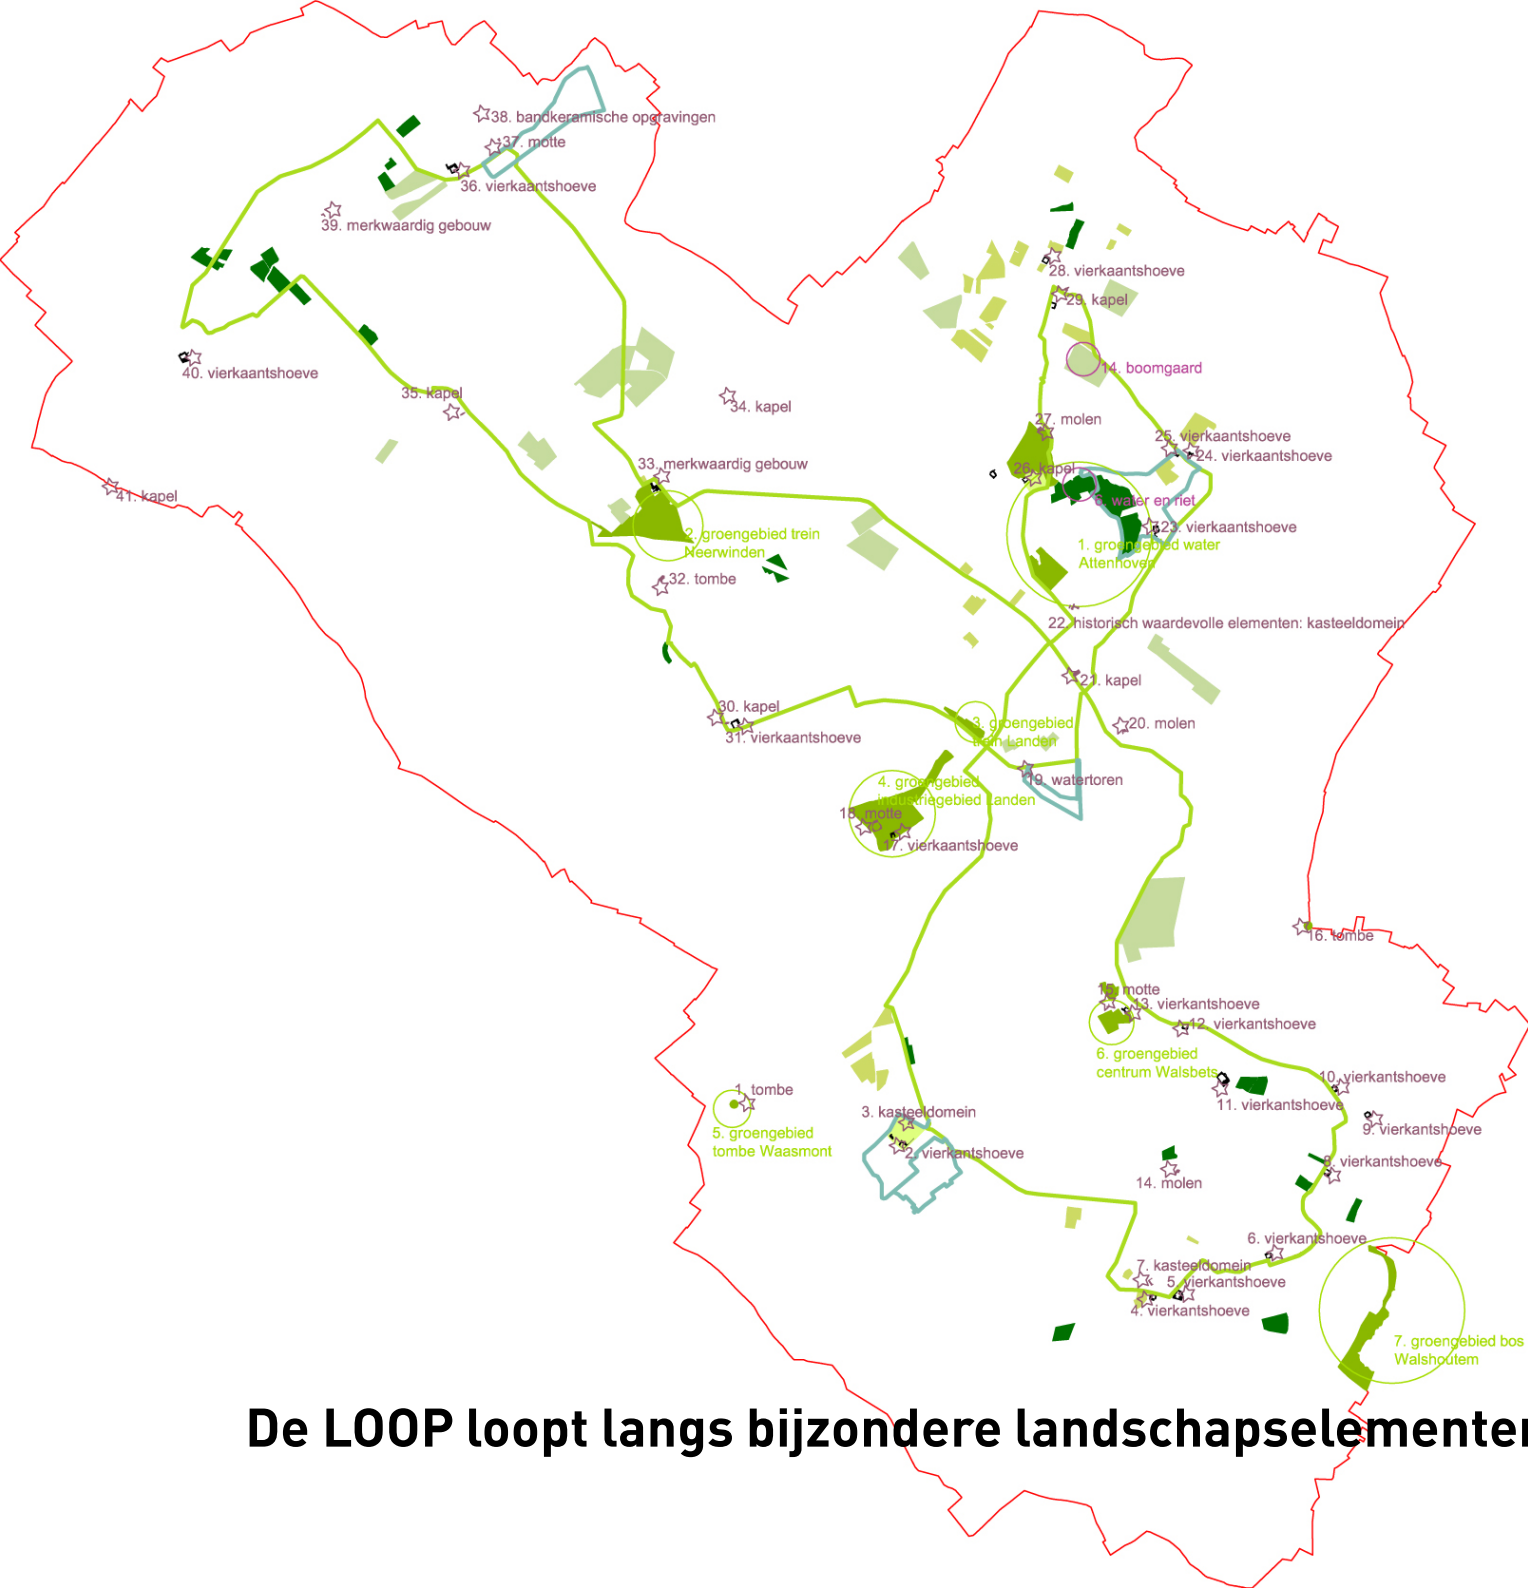 38. bandkeramische opgravingen
37. motte
36. vierkaantshoeve
39. merkwaardig gebouw
28. vierkaantshoeve
29. kapel
14. boomgaard
40. vierkaantshoeve
35. kapel
34. kapel
27. molen
25. vierkaantshoeve
24. vierkaantshoeve
33. merkwaardig gebouw
26. kapel
41. kapel
6. water en riet
23. vierkaantshoeve
2. groengebied trein
Neerwinden
1. groengebied water
Attenhoven
32. tombe
22. historisch waardevolle elementen: kasteeldomein
21. kapel
30. kapel
31. vierkaantshoeve
3. groengebied
trein Landen
20. molen
19. watertoren
4. groengebied
industriegebied Landen
18. motte
17. vierkaantshoeve
16. tombe
15. motte
13. vierkantshoeve
12. vierkantshoeve
6. groengebied
centrum Walsbets
10. vierkantshoeve
11. vierkantshoeve
9. vierkantshoeve
1. tombe
5. groengebied
tombe Waasmont
3. kasteeldomein
2. vierkantshoeve
8. vierkantshoeve
14. molen
6. vierkantshoeve
7. kasteeldomein
5. vierkantshoeve
4. vierkantshoeve
7. groengebied bos
Walshoutem
De LOOP loopt langs bijzondere landschapselementen